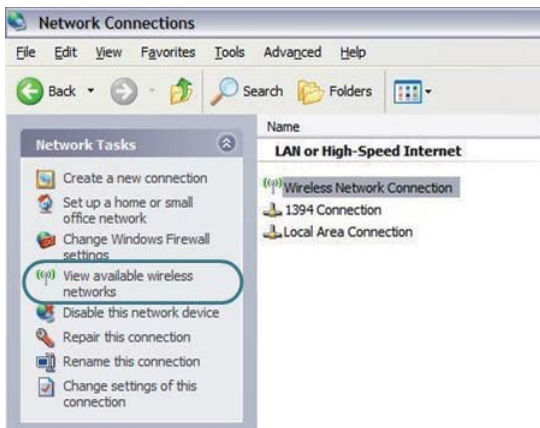 Network Connections
File Edit View Favorites Tools Advanced Help
Back Search Folders
Network Tasks
Create a new connection
Set up a home or small
office network
Change Windows Firewall
settings
View available wireless
networks
Disable this network device
Repair this connection
Rename this connection
Change settings of this
connection
Name
LAN or High-Speed Internet
Wireless Network Connection
1394 Connection
Local Area Connection